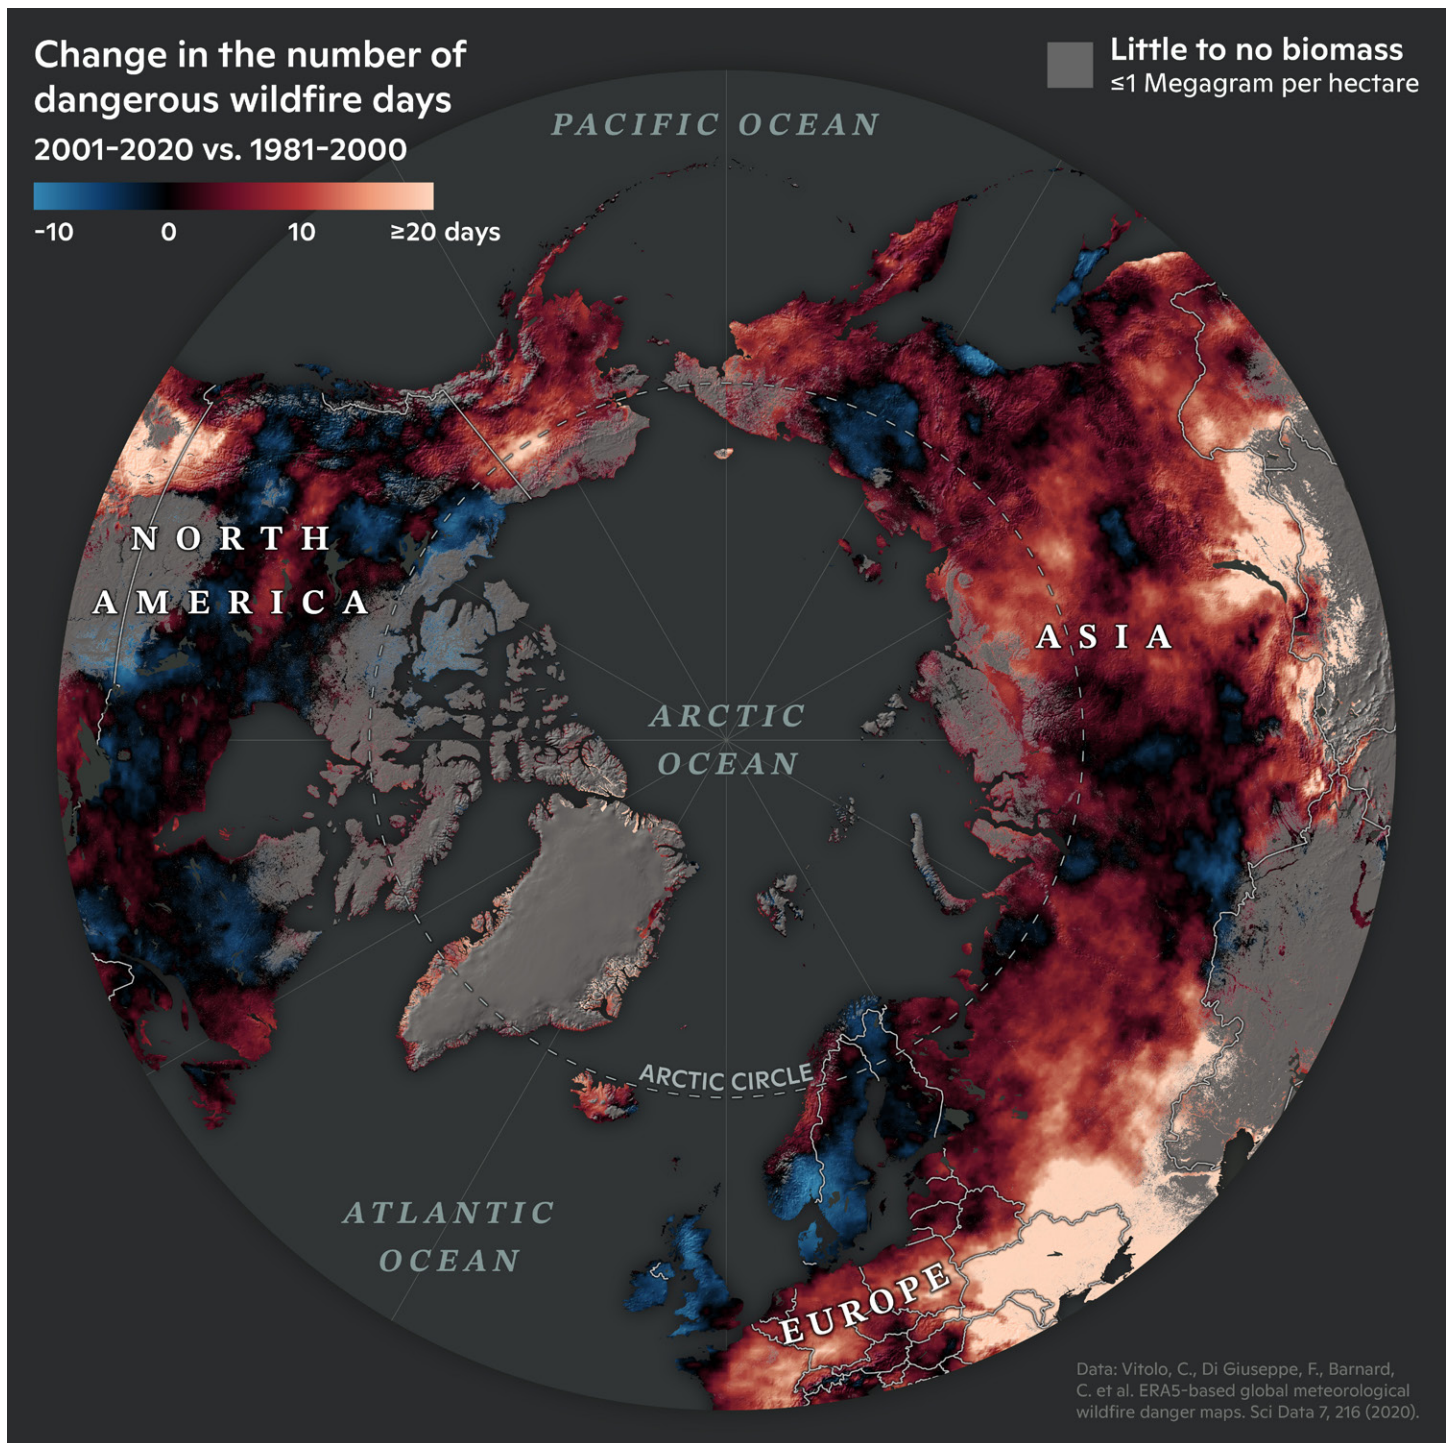 Change in the number of
dangerous wildfire days
2001-2020 vs. 1981-2000
-10 0 10 ≥20 days
Little to no biomass
≤1 Megagram per hectare
PACIFIC OCEAN
NORTH
AMERICA
ASIA
ARCTIC
OCEAN
ARCTIC CIRCLE
ATLANTIC
OCEAN
EUROPE
Data: Vitolo, C., Di Giuseppe, F., Barnard,
C. et al. ERA5-based global meteorological
wildfire danger maps. Sci Data 7, 216 (2020).